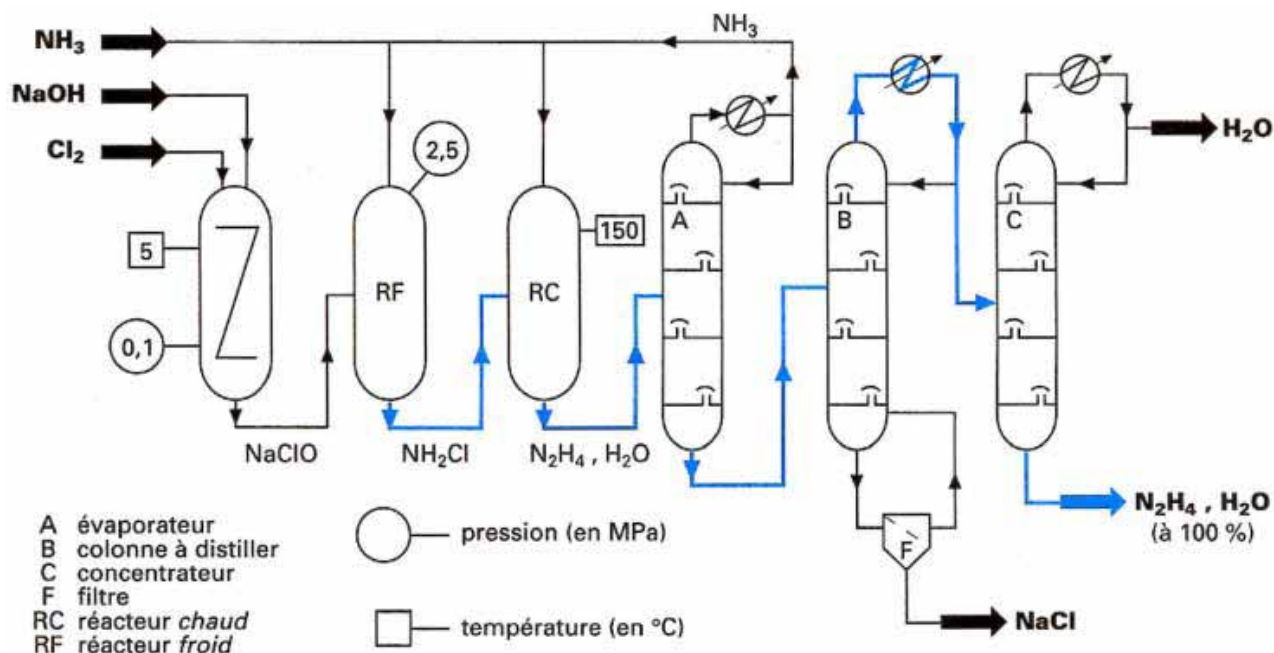 NH₃
NH₃
NaOH
Cl₂
2,5
H₂O
A
B
C
5
150
RF
RC
0,1
NaClO
NH₂Cl
N₂H₄ , H₂O
N₂H₄ , H₂O
(à 100 %)
A évaporateur
B colonne à distiller
C concentrateur
F filtre
RC réacteur chaud
RF réacteur froid
pression (en MPa)
température (en °C)
F
NaCl